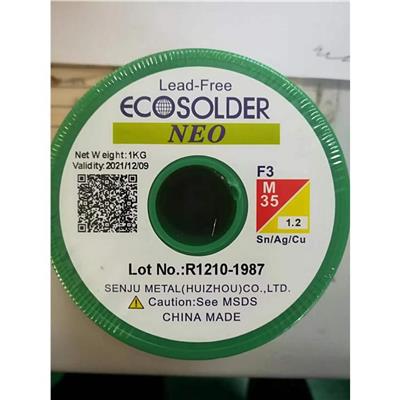 Lead-Free
ECOSOLDER
NEO
Net Weight:1KG
Validity:2021/12/09
F3
M
35
1.2
Sn/Ag/Cu
Lot No.:R1210-1987
SENJU METAL(HUIZHOU)CO.,LTD.
Caution:See MSDS
CHINA MADE